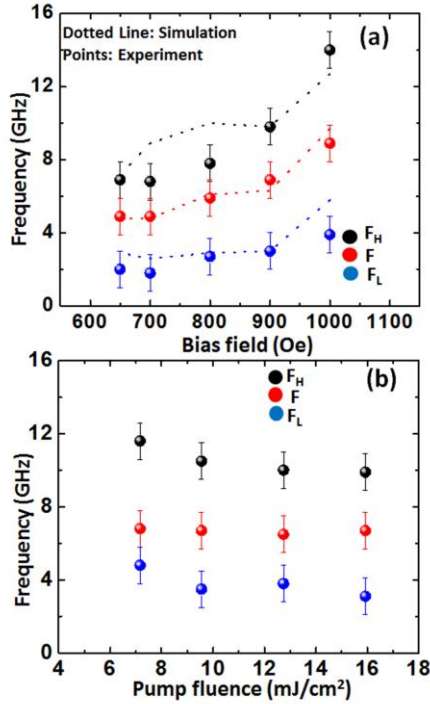 16
Dotted Line: Simulation
(a)
Points: Experiment
12
8
4
0
Frequency (GHz)
F_H
F
F_L
600 700 800 900 1000 1100
Bias field (Oe)
16
F_H
(b)
F
F_L
12
8
4
0
Frequency (GHz)
4 6 8 10 12 14 16 18
Pump fluence (mJ/cm²)